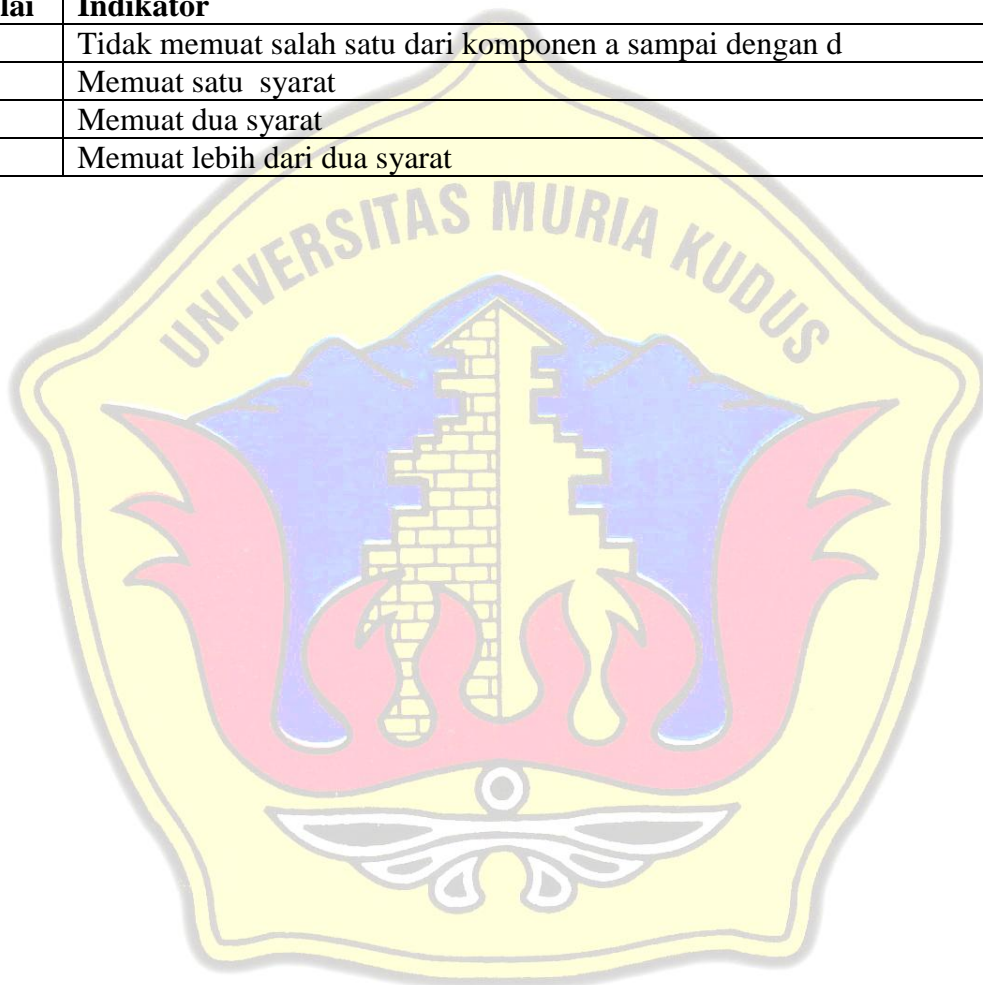 Indikator
Tidak memuat salah satu dari komponen a sampai dengan d
Memuat satu  syarat
Memuat dua syarat
Memuat lebih dari dua syarat
UNIVERSITAS MURIA KUDUS